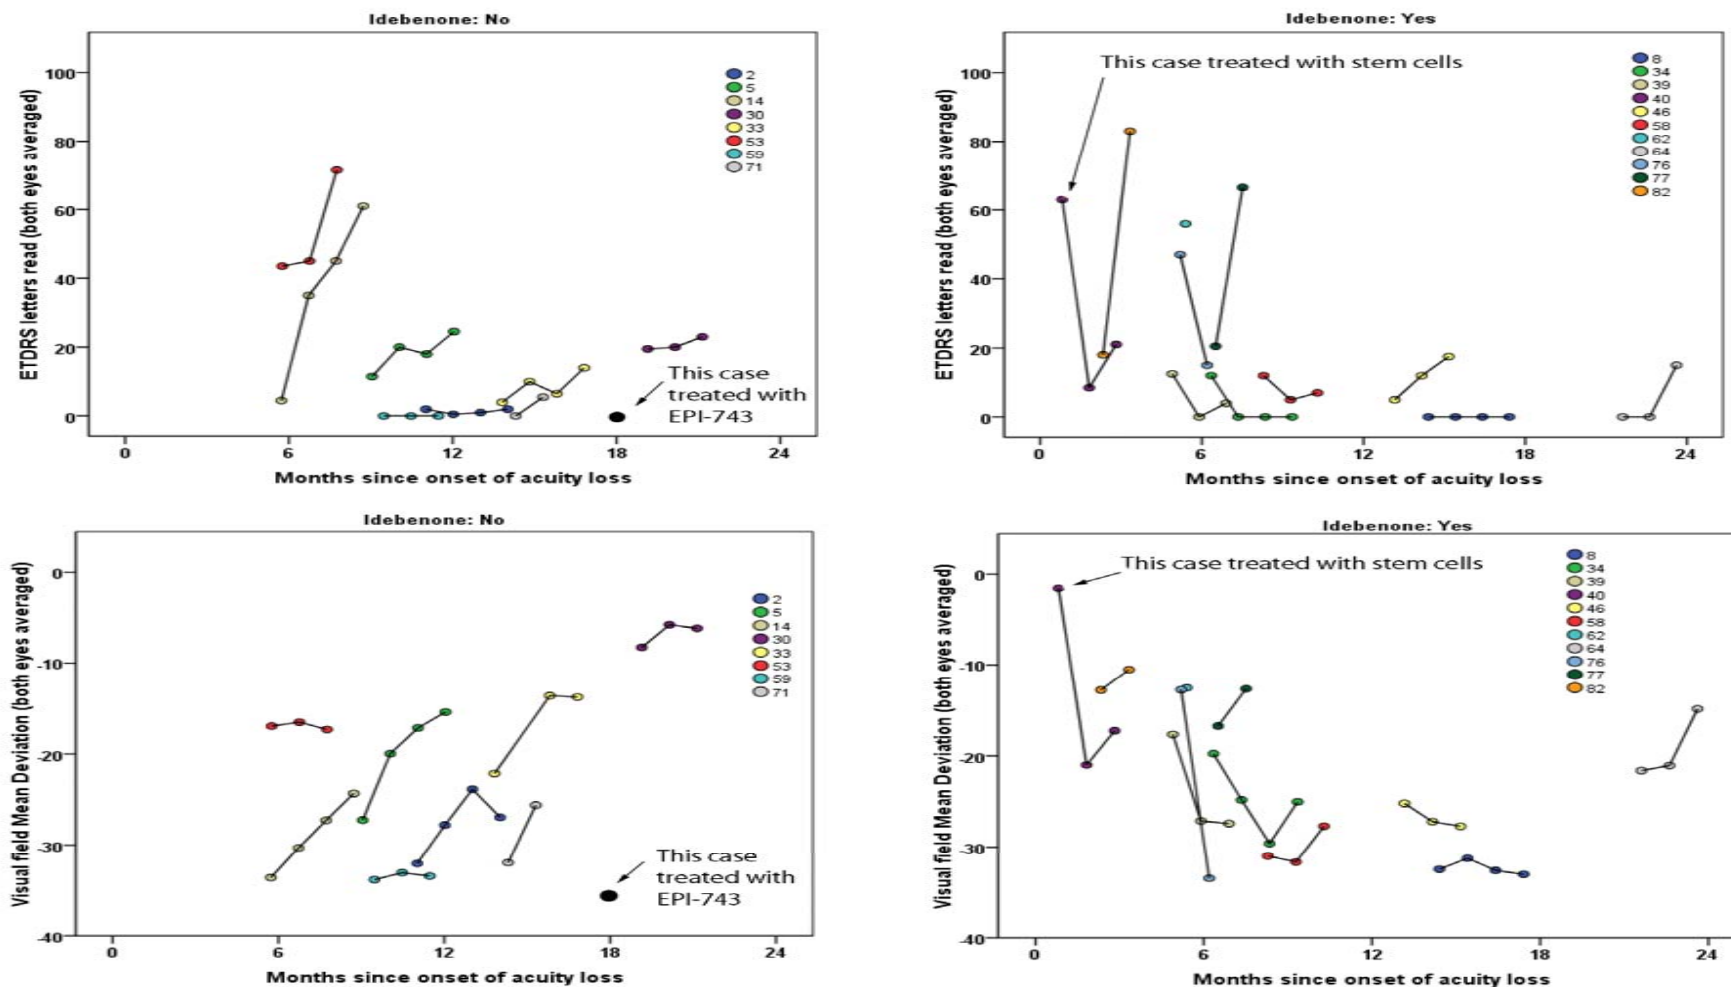 Idebenone: No
ETDRS letters read (both eyes averaged)
100
80
60
40
20
0
2
5
14
30
33
53
59
71
This case
treated with
EPI-743
0 6 12 18 24
Months since onset of acuity loss
Idebenone: Yes
ETDRS letters read (both eyes averaged)
100
80
60
40
20
0
This case treated with stem cells
8
34
39
40
46
58
62
64
76
77
82
0 6 12 18 24
Months since onset of acuity loss
Idebenone: No
Visual field Mean Deviation (both eyes averaged)
0
-10
-20
-30
-40
2
5
14
30
33
53
59
71
This case
treated with
EPI-743
0 6 12 18 24
Months since onset of acuity loss
Idebenone: Yes
Visual field Mean Deviation (both eyes averaged)
0
-10
-20
-30
-40
This case treated with stem cells
8
34
39
40
46
58
62
64
76
77
82
0 6 12 18 24
Months since onset of acuity loss